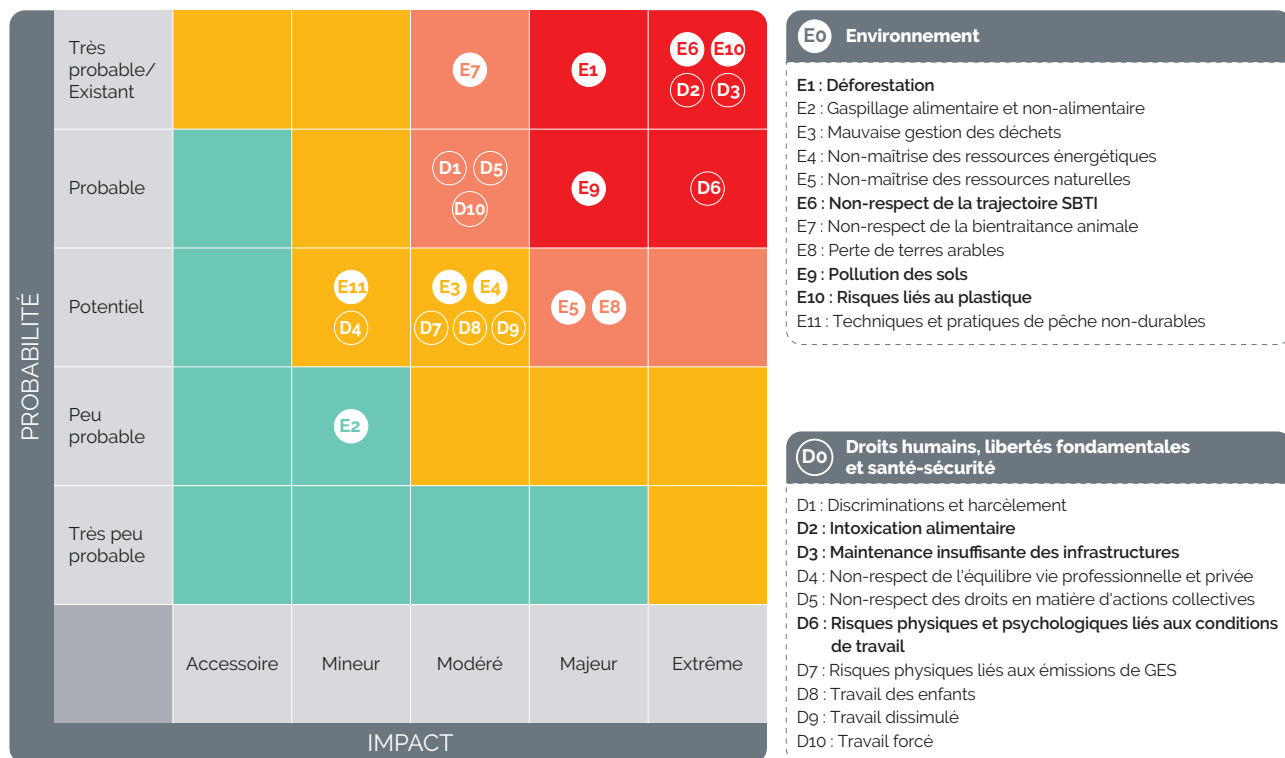 PROBABILITÉ
Très
probable/
Existant
E7
E1
E6 E10
D2 D3
Probable
D1 D5
D10
E9
D6
Potentiel
E11
D4
E3 E4
D7 D8 D9
E5 E8
Peu
probable
E2
Très peu
probable
Accessoire
Mineur
Modéré
Majeur
Extrême
IMPACT
E0 Environnement
E1 : Déforestation
E2 : Gaspillage alimentaire et non-alimentaire
E3 : Mauvaise gestion des déchets
E4 : Non-maîtrise des ressources énergétiques
E5 : Non-maîtrise des ressources naturelles
E6 : Non-respect de la trajectoire SBTI
E7 : Non-respect de la bientraitance animale
E8 : Perte de terres arables
E9 : Pollution des sols
E10 : Risques liés au plastique
E11 : Techniques et pratiques de pêche non-durables
D0 Droits humains, libertés fondamentales
et santé-sécurité
D1 : Discriminations et harcèlement
D2 : Intoxication alimentaire
D3 : Maintenance insuffisante des infrastructures
D4 : Non-respect de l'équilibre vie professionnelle et privée
D5 : Non-respect des droits en matière d'actions collectives
D6 : Risques physiques et psychologiques liés aux conditions
de travail
D7 : Risques physiques liés aux émissions de GES
D8 : Travail des enfants
D9 : Travail dissimulé
D10 : Travail forcé